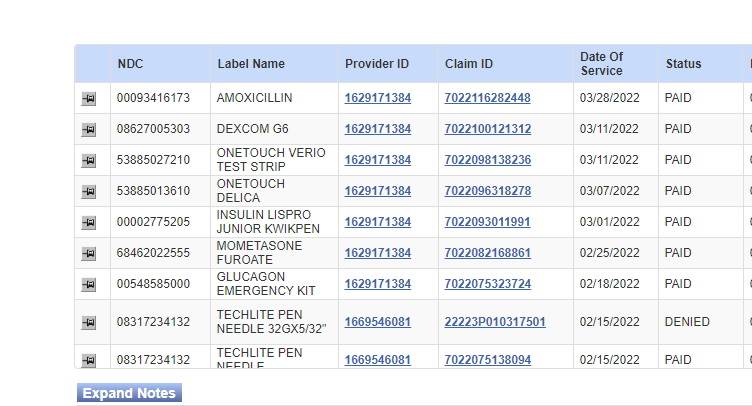 NDC Label Name Provider ID Claim ID Date Of Service Status
00093416173 AMOXICILLIN 1629171384 7022116282448 03/28/2022 PAID
08627005303 DEXCOM G6 1629171384 7022100121312 03/11/2022 PAID
53885027210 ONETOUCH VERIO TEST STRIP 1629171384 7022098138236 03/11/2022 PAID
53885013610 ONETOUCH DELICA 1629171384 7022096318278 03/07/2022 PAID
00002775205 INSULIN LISPRO JUNIOR KWIKPEN 1629171384 7022093011991 03/01/2022 PAID
68462022555 MOMETASONE FUROATE 1629171384 7022082168861 02/25/2022 PAID
00548585000 GLUCAGON EMERGENCY KIT 1629171384 7022075323724 02/18/2022 PAID
08317234132 TECHLITE PEN NEEDLE 32GX5/32" 1669546081 22223P010317501 02/15/2022 DENIED
08317234132 TECHLITE PEN NEEDLE 1669546081 7022075138094 02/15/2022 PAID
Expand Notes